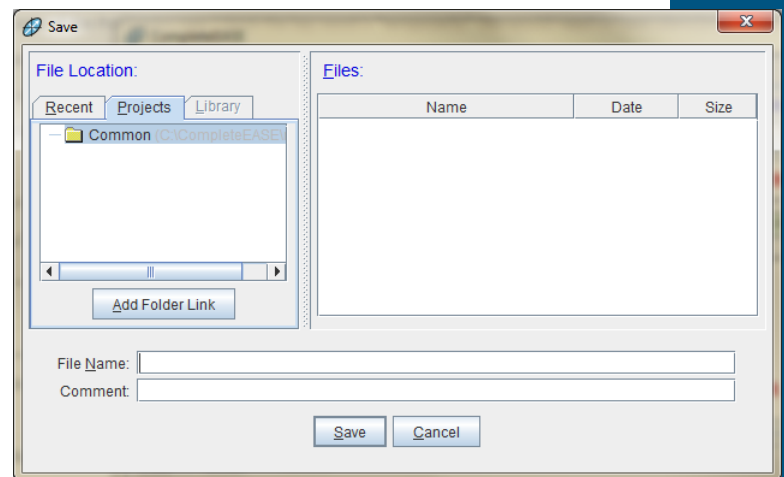 Save
File Location:
Recent Projects Library
Common (C:\CompleteEASE\
Add Folder Link
Files:
Name Date Size
File Name:
Comment:
Save Cancel